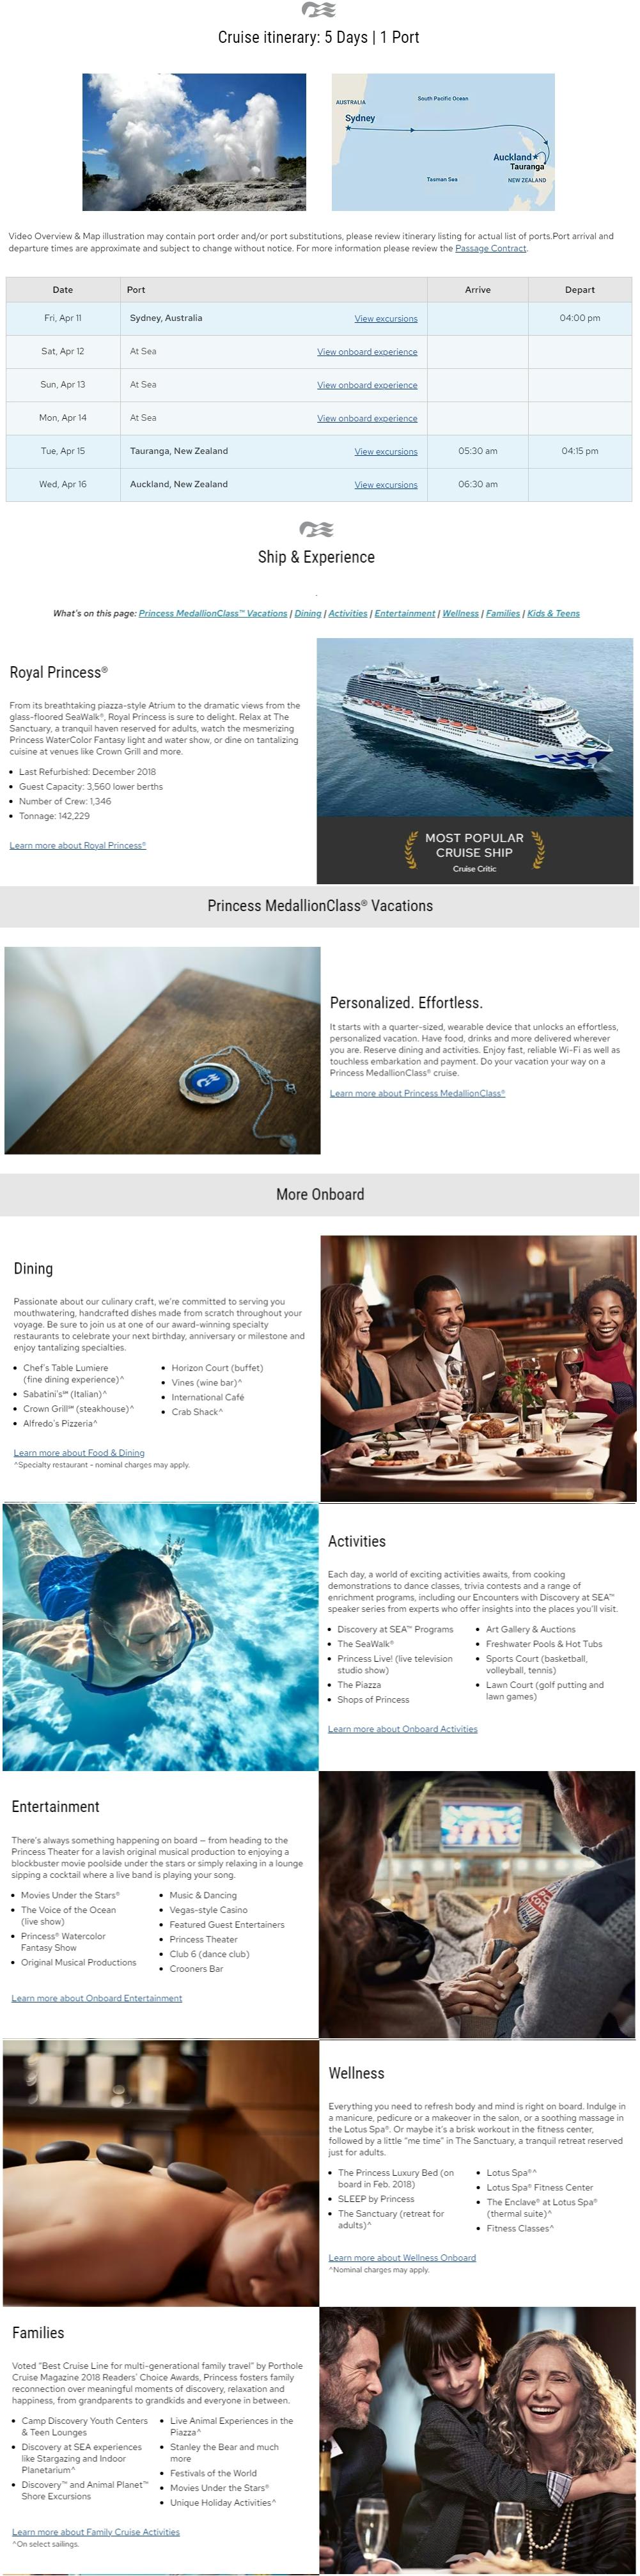 Cruise itinerary: 5 Days | 1 Port
AUSTRALIA
South Pacific Ocean
Sydney
Auckland
Tauranga
Tasman Sea
NEW ZEALAND
Video Overview & Map illustration may contain port order and/or port substitutions, please review itinerary listing for actual list of ports.Port arrival and
departure times are approximate and subject to change without notice. For more information please review the Passage Contract.
Date Port Arrive Depart
Fri, Apr 11 Sydney, Australia View excursions 04:00 pm
Sat, Apr 12 At Sea View onboard experience
Sun, Apr 13 At Sea View onboard experience
Mon, Apr 14 At Sea View onboard experience
Tue, Apr 15 Tauranga, New Zealand View excursions 05:30 am 04:15 pm
Wed, Apr 16 Auckland, New Zealand View excursions 06:30 am
Ship & Experience
.
What's on this page: Princess MedallionClass™ Vacations | Dining | Activities | Entertainment | Wellness | Families | Kids & Teens
Royal Princess®
From its breathtaking piazza-style Atrium to the dramatic views from the
glass-floored SeaWalk®, Royal Princess is sure to delight. Relax at The
Sanctuary, a tranquil haven reserved for adults, watch the mesmerizing
Princess WaterColor Fantasy light and water show, or dine on tantalizing
cuisine at venues like Crown Grill and more.
• Last Refurbished: December 2018
• Guest Capacity: 3,560 lower berths
• Number of Crew: 1,346
• Tonnage: 142,229
Learn more about Royal Princess®
MOST POPULAR
CRUISE SHIP
Cruise Critic
Princess MedallionClass® Vacations
Personalized. Effortless.
It starts with a quarter-sized, wearable device that unlocks an effortless,
personalized vacation. Have food, drinks and more delivered wherever
you are. Reserve dining and activities. Enjoy fast, reliable Wi-Fi as well as
touchless embarkation and payment. Do your vacation your way on a
Princess MedallionClass® cruise.
Learn more about Princess MedallionClass®
More Onboard
Dining
Passionate about our culinary craft, we're committed to serving you
mouthwatering, handcrafted dishes made from scratch throughout your
voyage. Be sure to join us at one of our award-winning specialty
restaurants to celebrate your next birthday, anniversary or milestone and
enjoy tantalizing specialties.
• Chef's Table Lumiere
(fine dining experience)^
• Sabatini's℠ (Italian)^
• Crown Grill℠ (steakhouse)^
• Alfredo's Pizzeria^
• Horizon Court (buffet)
• Vines (wine bar)^
• International Café
• Crab Shack^
Learn more about Food & Dining
^Specialty restaurant - nominal charges may apply.
Activities
Each day, a world of exciting activities awaits, from cooking
demonstrations to dance classes, trivia contests and a range of
enrichment programs, including our Encounters with Discovery at SEA™
speaker series from experts who offer insights into the places you'll visit.
• Discovery at SEA™ Programs
• The SeaWalk®
• Princess Live! (live television
studio show)
• The Piazza
• Shops of Princess
• Art Gallery & Auctions
• Freshwater Pools & Hot Tubs
• Sports Court (basketball,
volleyball, tennis)
• Lawn Court (golf putting and
lawn games)
Learn more about Onboard Activities
Entertainment
There's always something happening on board – from heading to the
Princess Theater for a lavish original musical production to enjoying a
blockbuster movie poolside under the stars or simply relaxing in a lounge
sipping a cocktail where a live band is playing your song.
• Movies Under the Stars®
• The Voice of the Ocean
(live show)
• Princess® Watercolor
Fantasy Show
• Original Musical Productions
• Music & Dancing
• Vegas-style Casino
• Featured Guest Entertainers
• Princess Theater
• Club 6 (dance club)
• Crooners Bar
Learn more about Onboard Entertainment
Wellness
Everything you need to refresh body and mind is right on board. Indulge in
a manicure, pedicure or a makeover in the salon, or a soothing massage in
the Lotus Spa®. Or maybe it's a brisk workout in the fitness center,
followed by a little "me time" in The Sanctuary, a tranquil retreat reserved
just for adults.
• The Princess Luxury Bed (on
board in Feb. 2018)
• SLEEP by Princess
• The Sanctuary (retreat for
adults)^
• Lotus Spa®^
• Lotus Spa® Fitness Center
• The Enclave® at Lotus Spa®
(thermal suite)^
• Fitness Classes^
Learn more about Wellness Onboard
^Nominal charges may apply.
Families
Voted "Best Cruise Line for multi-generational family travel" by Porthole
Cruise Magazine 2018 Readers' Choice Awards, Princess fosters family
reconnection over meaningful moments of discovery, relaxation and
happiness, from grandparents to grandkids and everyone in between.
• Camp Discovery Youth Centers
& Teen Lounges
• Discovery at SEA experiences
like Stargazing and Indoor
Planetarium^
• Discovery™ and Animal Planet™
Shore Excursions
• Live Animal Experiences in the
Piazza^
• Stanley the Bear and much
more
• Festivals of the World
• Movies Under the Stars®
• Unique Holiday Activities^
Learn more about Family Cruise Activities
^On select sailings.